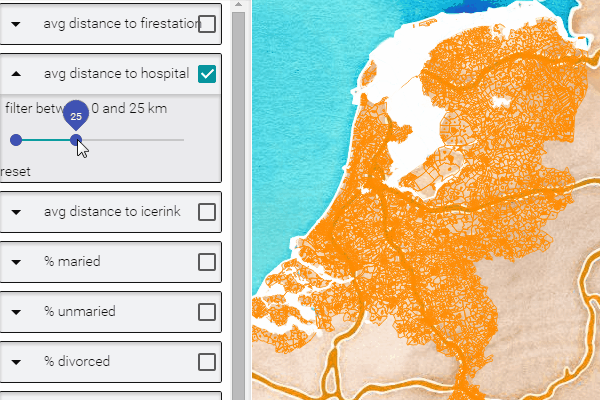 avg distance to firestation
avg distance to hospital
filter between 0 and 25 km
25
reset
avg distance to icerink
% maried
% unmaried
% divorced